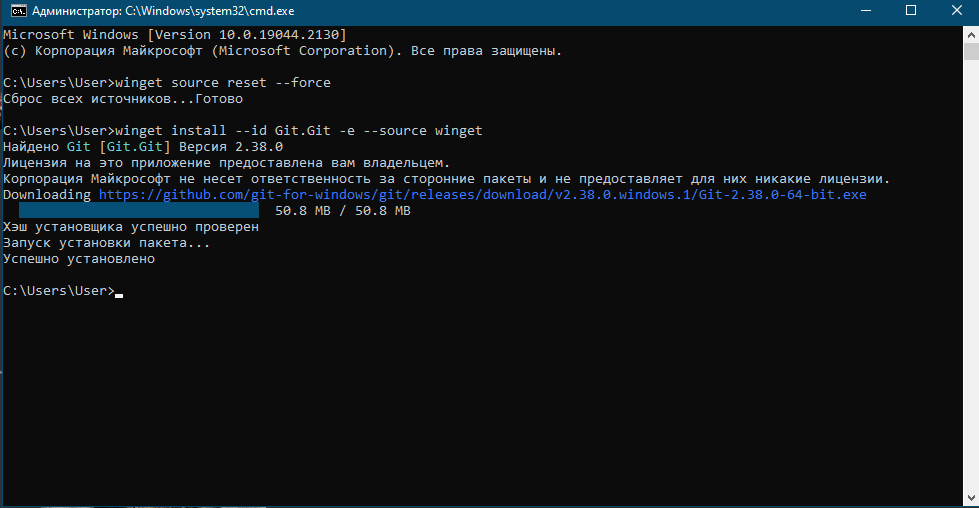 Администратор: C:\Windows\system32\cmd.exe
Microsoft Windows [Version 10.0.19044.2130]
(c) Корпорация Майкрософт (Microsoft Corporation). Все права защищены.
C:\Users\User>winget source reset --force
Сброс всех источников...Готово
C:\Users\User>winget install --id Git.Git -e --source winget
Найдено Git [Git.Git] Версия 2.38.0
Лицензия на это приложение предоставлена вам владельцем.
Корпорация Майкрософт не несет ответственность за сторонние пакеты и не предоставляет для них никакие лицензии.
Downloading https://github.com/git-for-windows/git/releases/download/v2.38.0.windows.1/Git-2.38.0-64-bit.exe
50.8 MB / 50.8 MB
Хэш установщика успешно проверен
Запуск установки пакета...
Успешно установлено
C:\Users\User>